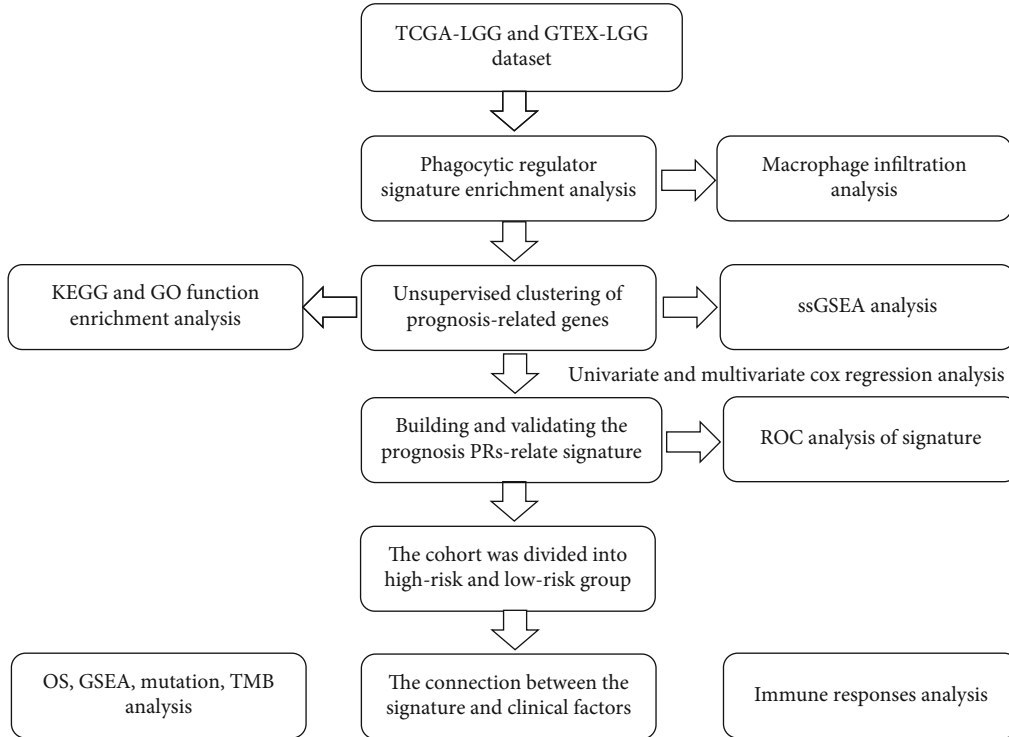 TCGA-LGG and GTEX-LGG
dataset
Phagocytic regulator
signature enrichment analysis
Macrophage infiltration
analysis
KEGG and GO function
enrichment analysis
Unsupervised clustering of
prognosis-related genes
ssGSEA analysis
Univariate and multivariate cox regression analysis
Building and validating the
prognosis PRs-relate signature
ROC analysis of signature
The cohort was divided into
high-risk and low-risk group
OS, GSEA, mutation, TMB
analysis
The connection between the
signature and clinical factors
Immune responses analysis